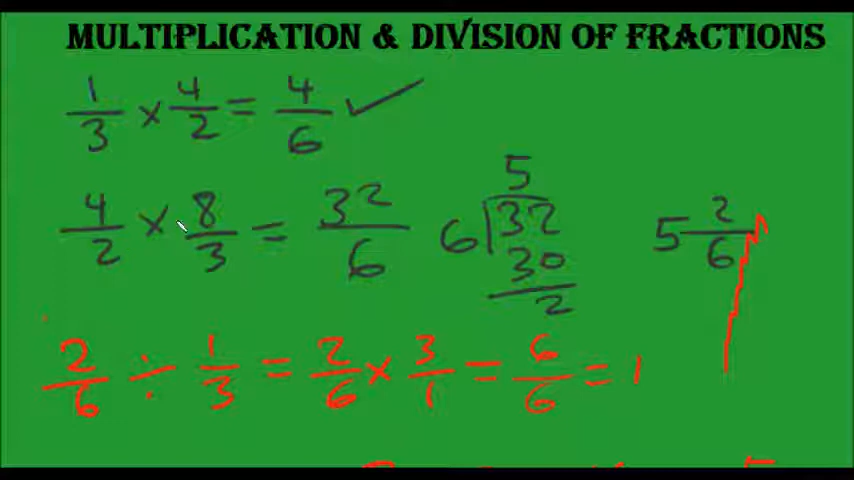 MULTIPLICATION & DIVISION OF FRACTIONS
1/3 × 4/2 = 4/6 ✓
4/2 × 8/3 = 32/6 6)32 5 30 2 5 2/6
2/6 ÷ 1/3 = 2/6 × 3/1 = 6/6 = 1